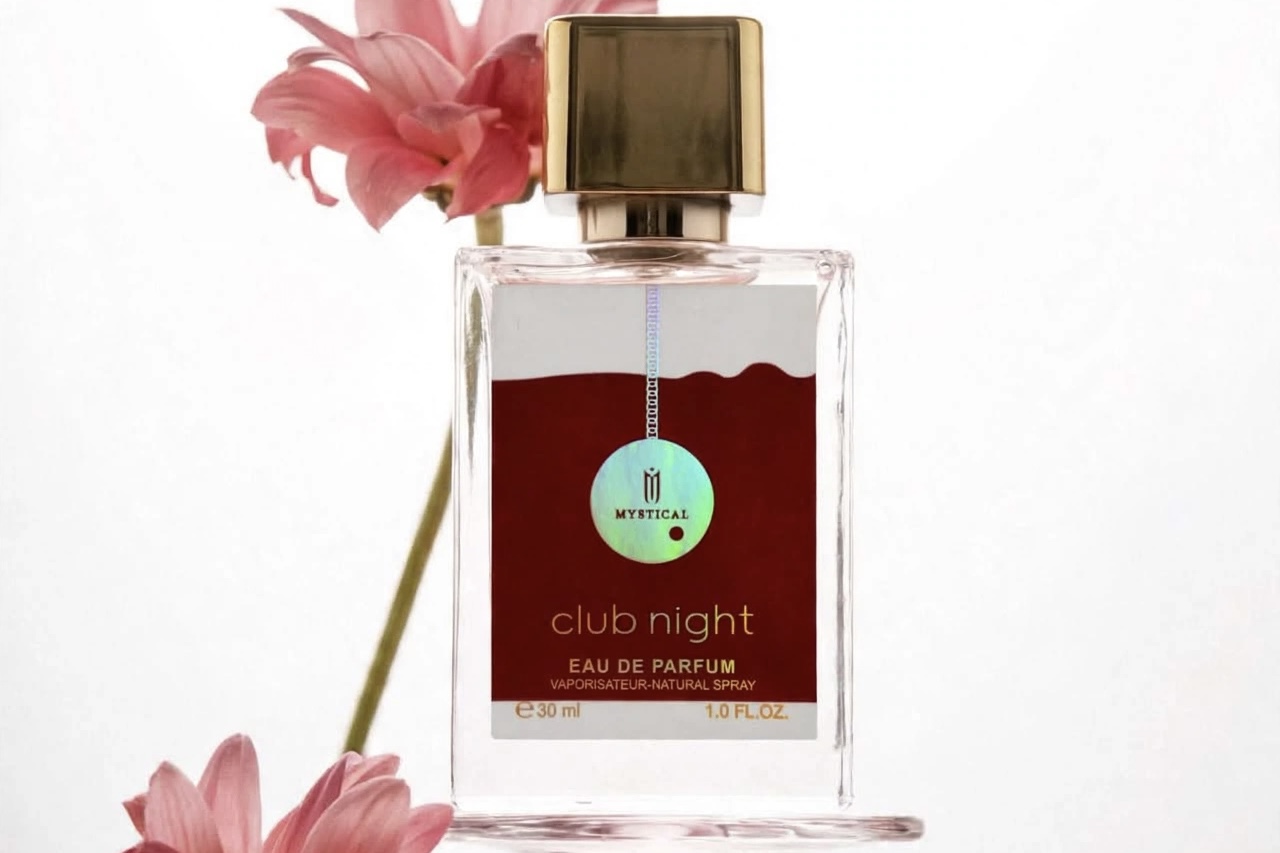 MYSTICAL
club night
EAU DE PARFUM
VAPORISATEUR-NATURAL SPRAY
℮ 30 ml 1.0 FL.OZ.